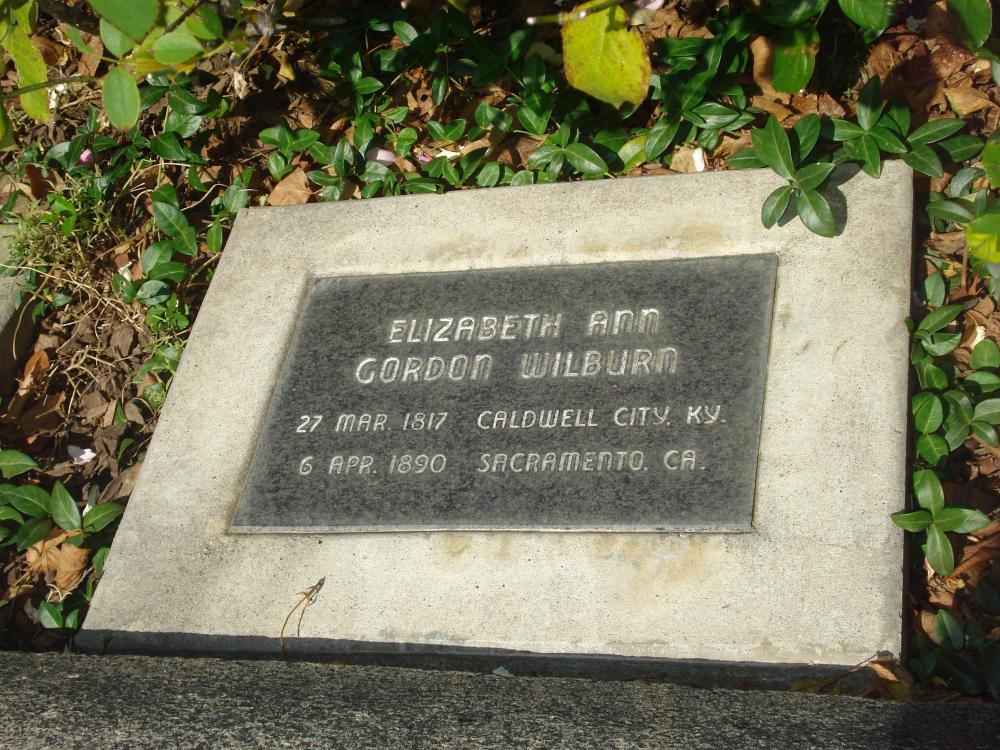 ELIZABETH ANN
GORDON WILBURN
27 MAR. 1817 CALDWELL CITY, KY.
6 APR. 1890 SACRAMENTO, CA.